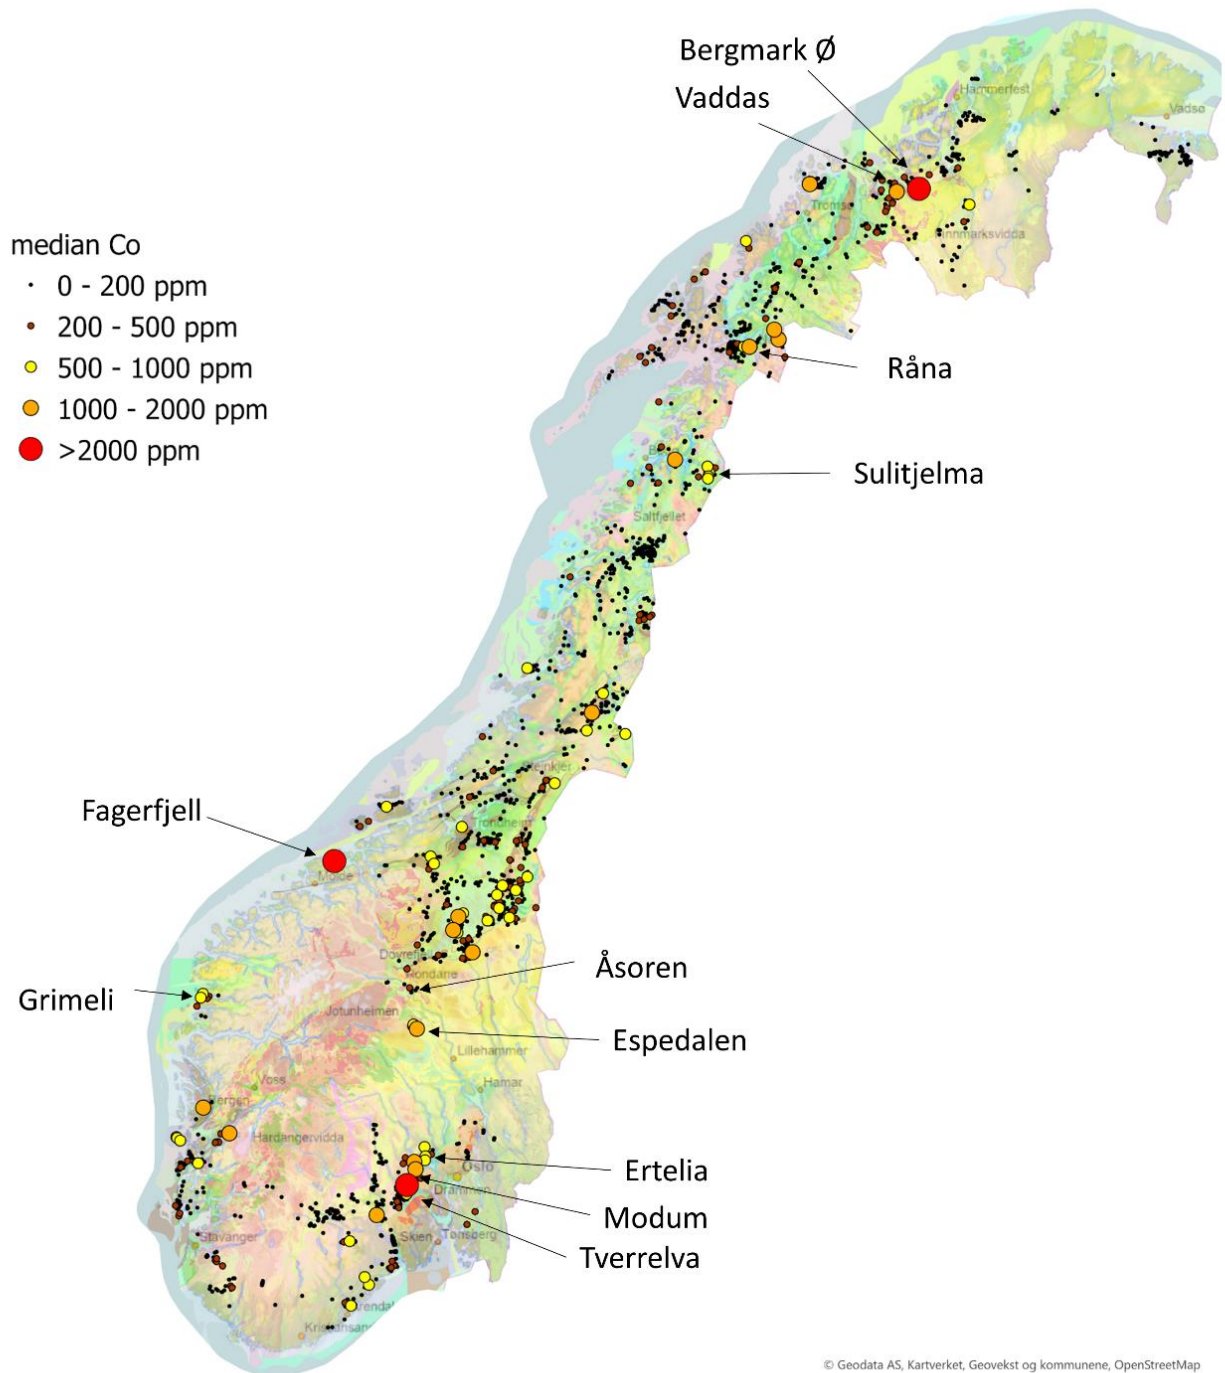 Bergmark Ø
Vaddas
Hammerfest
Vadsø
Tromsø
Finnmarksvidda
median Co
0 - 200 ppm
200 - 500 ppm
500 - 1000 ppm
1000 - 2000 ppm
>2000 ppm
Råna
Sulitjelma
Saltfjellet
Steinkjer
Fagerfjell
Trondheim
Molde
Dovrefjell
Åsoren
Rondane
Grimeli
Jotunheimen
Espedalen
Lillehammer
Voss
Hamar
Bergen
Hardangervidda
Oslo
Ertelia
Drammen
Modum
Stavanger
Skien
Tønsberg
Tverrelva
Arendal
Kristiansand
© Geodata AS, Kartverket, Geovekst og kommunene, OpenStreetMap